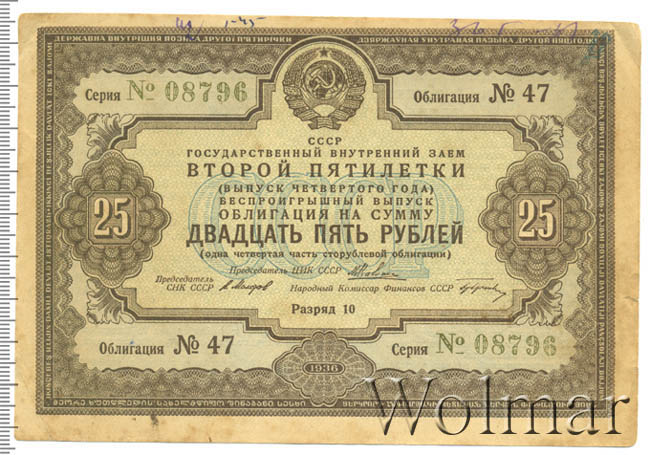 ДЕРЖАВНА ВНУТРІШНЯ ПОЗИКА ДРУГОЇ П'ЯТИРІЧКИ
ДЗЯРЖАЎНАЯ УНУТРАНАЯ ПАЗЫКА ДРУГОЙ ПЯЦІГОДКІ
Серия № 08796
Облигация № 47
СССР
ГОСУДАРСТВЕННЫЙ ВНУТРЕННИЙ ЗАЕМ
ВТОРОЙ ПЯТИЛЕТКИ
(ВЫПУСК ЧЕТВЕРТОГО ГОДА)
БЕСПРОИГРЫШНЫЙ ВЫПУСК
ОБЛИГАЦИЯ НА СУММУ
25
ДВАДЦАТЬ ПЯТЬ РУБЛЕЙ
25
(одна четвертая часть сторублевой облигации)
Председатель ЦИК СССР
Председатель
СНК СССР
Народный Комиссар Финансов СССР
Разряд 10
Облигация № 47
Серия № 08796
1936
Wolmar